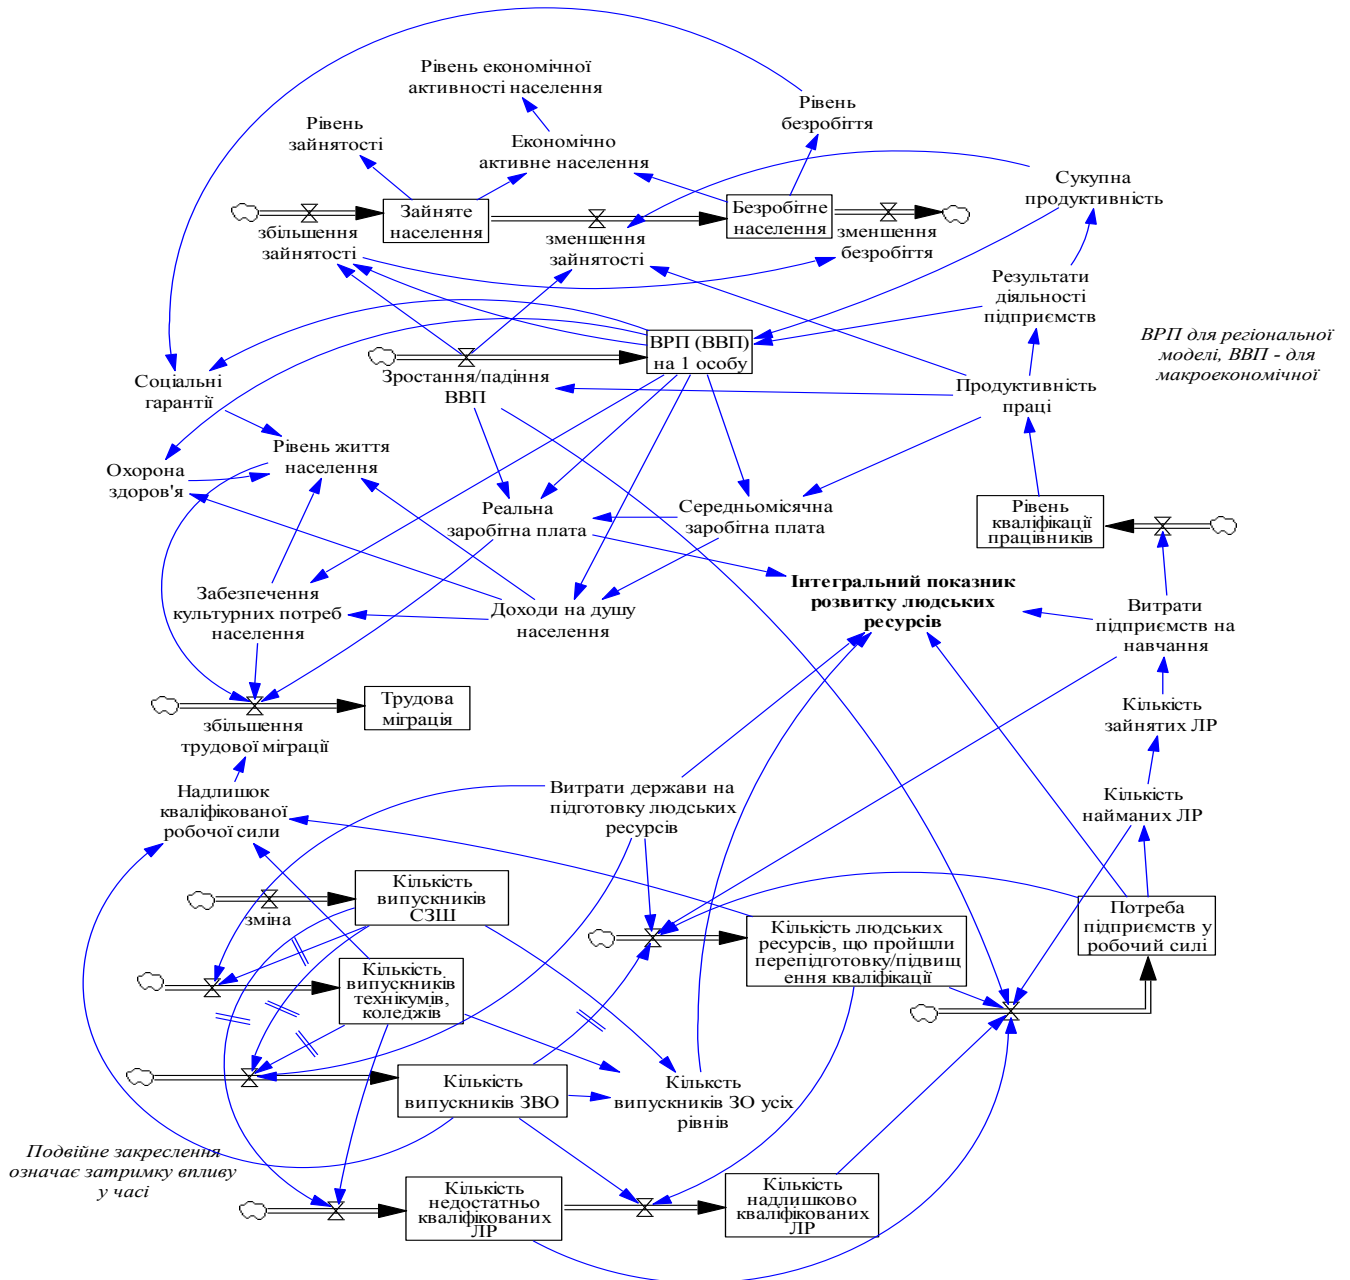 Рівень економічної
активності населення
Рівень
безробіття
Рівень
зайнятості
Економічно
активне населення
Сукупна
продуктивність
Зайняте
населення
Безробітне
населення
збільшення
зайнятості
зменшення
зайнятості
зменшення
безробіття
Результати
діяльності
підприємств
ВРП (ВВП)
на 1 особу
ВРП для регіональної
моделі, ВВП - для
макроекономічної
Соціальні
гарантії
Зростання/падіння
ВВП
Продуктивність
праці
Рівень життя
населення
Охорона
здоров'я
Реальна
заробітна плата
Середньомісячна
заробітна плата
Рівень
кваліфікації
працівників
Забезпечення
культурних потреб
населення
Доходи на душу
населення
Інтегральний показник
розвитку людських
ресурсів
Витрати
підприємств на
навчання
Трудова
міграція
збільшення
трудової міграції
Кількість
зайнятих ЛР
Надлишок
кваліфікованої
робочої сили
Витрати держави на
підготовку людських
ресурсів
Кількість
найманих ЛР
Кількість
випускників
СЗШ
зміна
Кількість людських
ресурсів, що пройшли
перепідготовку/підвищ
ення кваліфікації
Потреба
підприємств у
робочий силі
Кількість
випускників
технікумів,
коледжів
Кількість
випускників ЗВО
Кільксть
випускників ЗО усіх
рівнів
Подвійне закреслення
означає затримку впливу
у часі
Кількість
недостатньо
кваліфікованих
ЛР
Кількість
надлишково
кваліфікованих ЛР